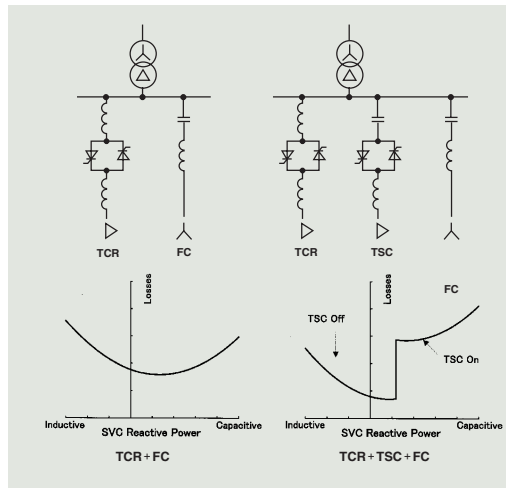 TCR
FC
TCR
TSC
Losses
Inductive
SVC Reactive Power
Capacitive
TCR + FC
Losses
FC
TSC Off
TSC On
Inductive
SVC Reactive Power
Capacitive
TCR + TSC + FC